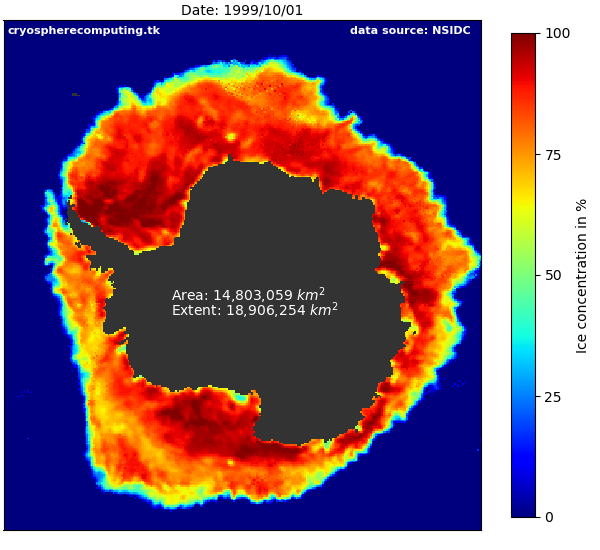 Date: 1999/10/01
cryospherecomputing.tk
data source: NSIDC
Area: 14,803,059 km²
Extent: 18,906,254 km²
100
75
50
25
0
Ice concentration in %